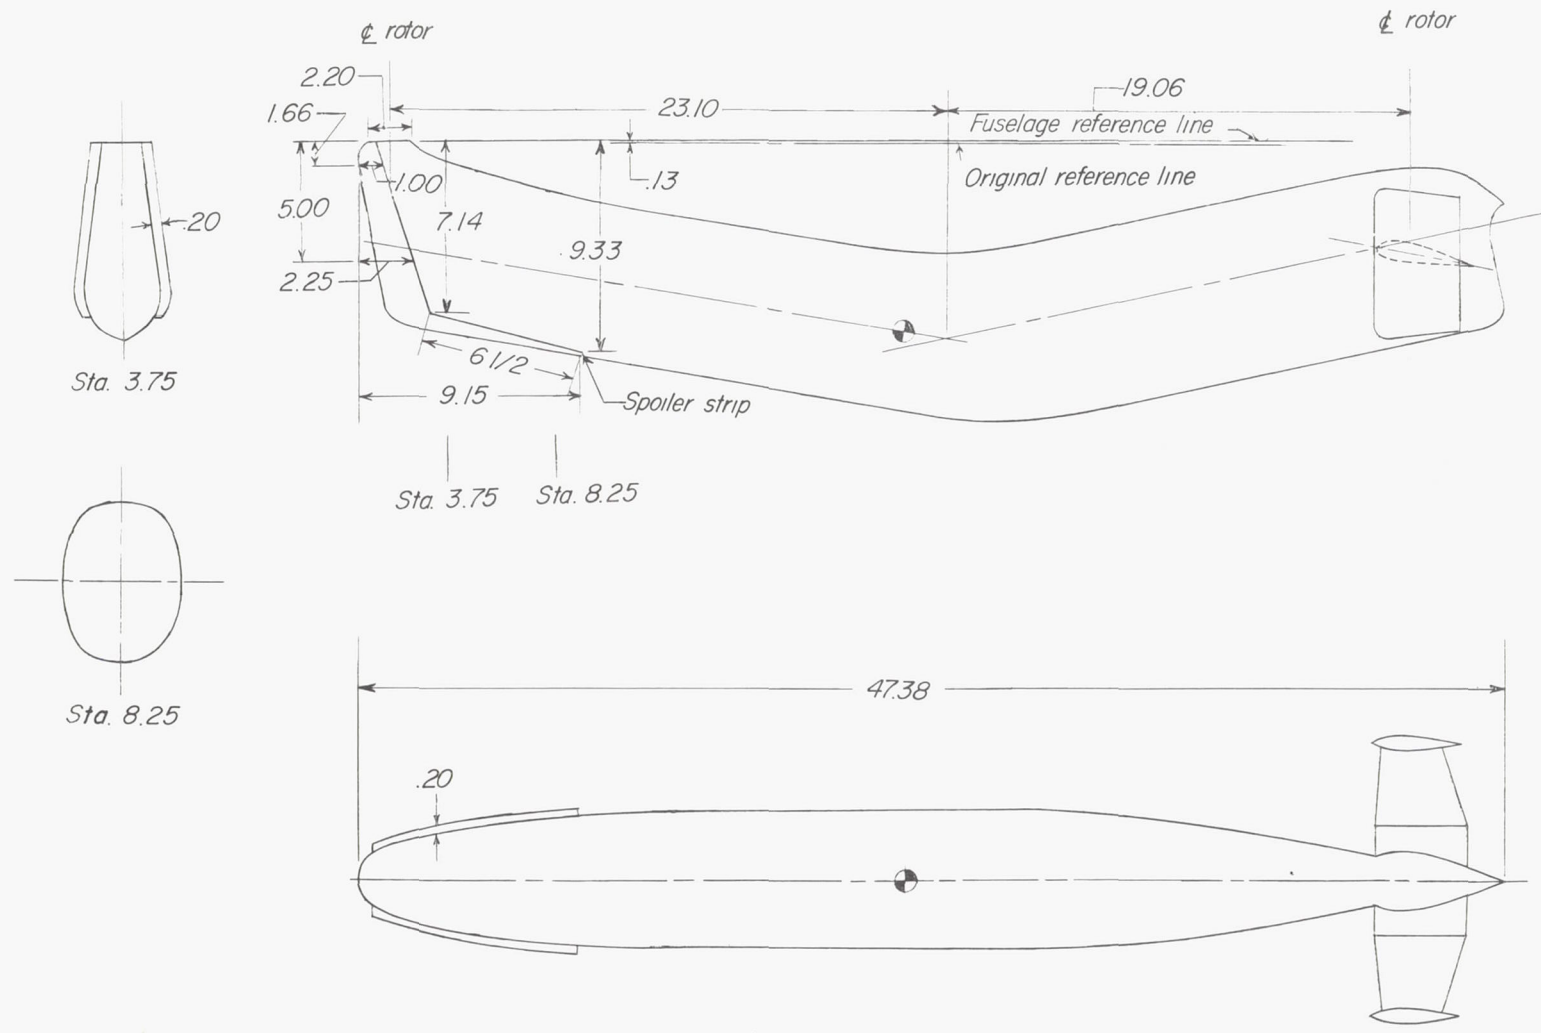 ℄ rotor
℄ rotor
2.20
19.06
1.66
23.10
Fuselage reference line
1.00
.13
Original reference line
5.00
7.14
.20
9.33
2.25
6 1/2
Sta. 3.75
9.15
Spoiler strip
Sta. 3.75
Sta. 8.25
47.38
Sta. 8.25
.20